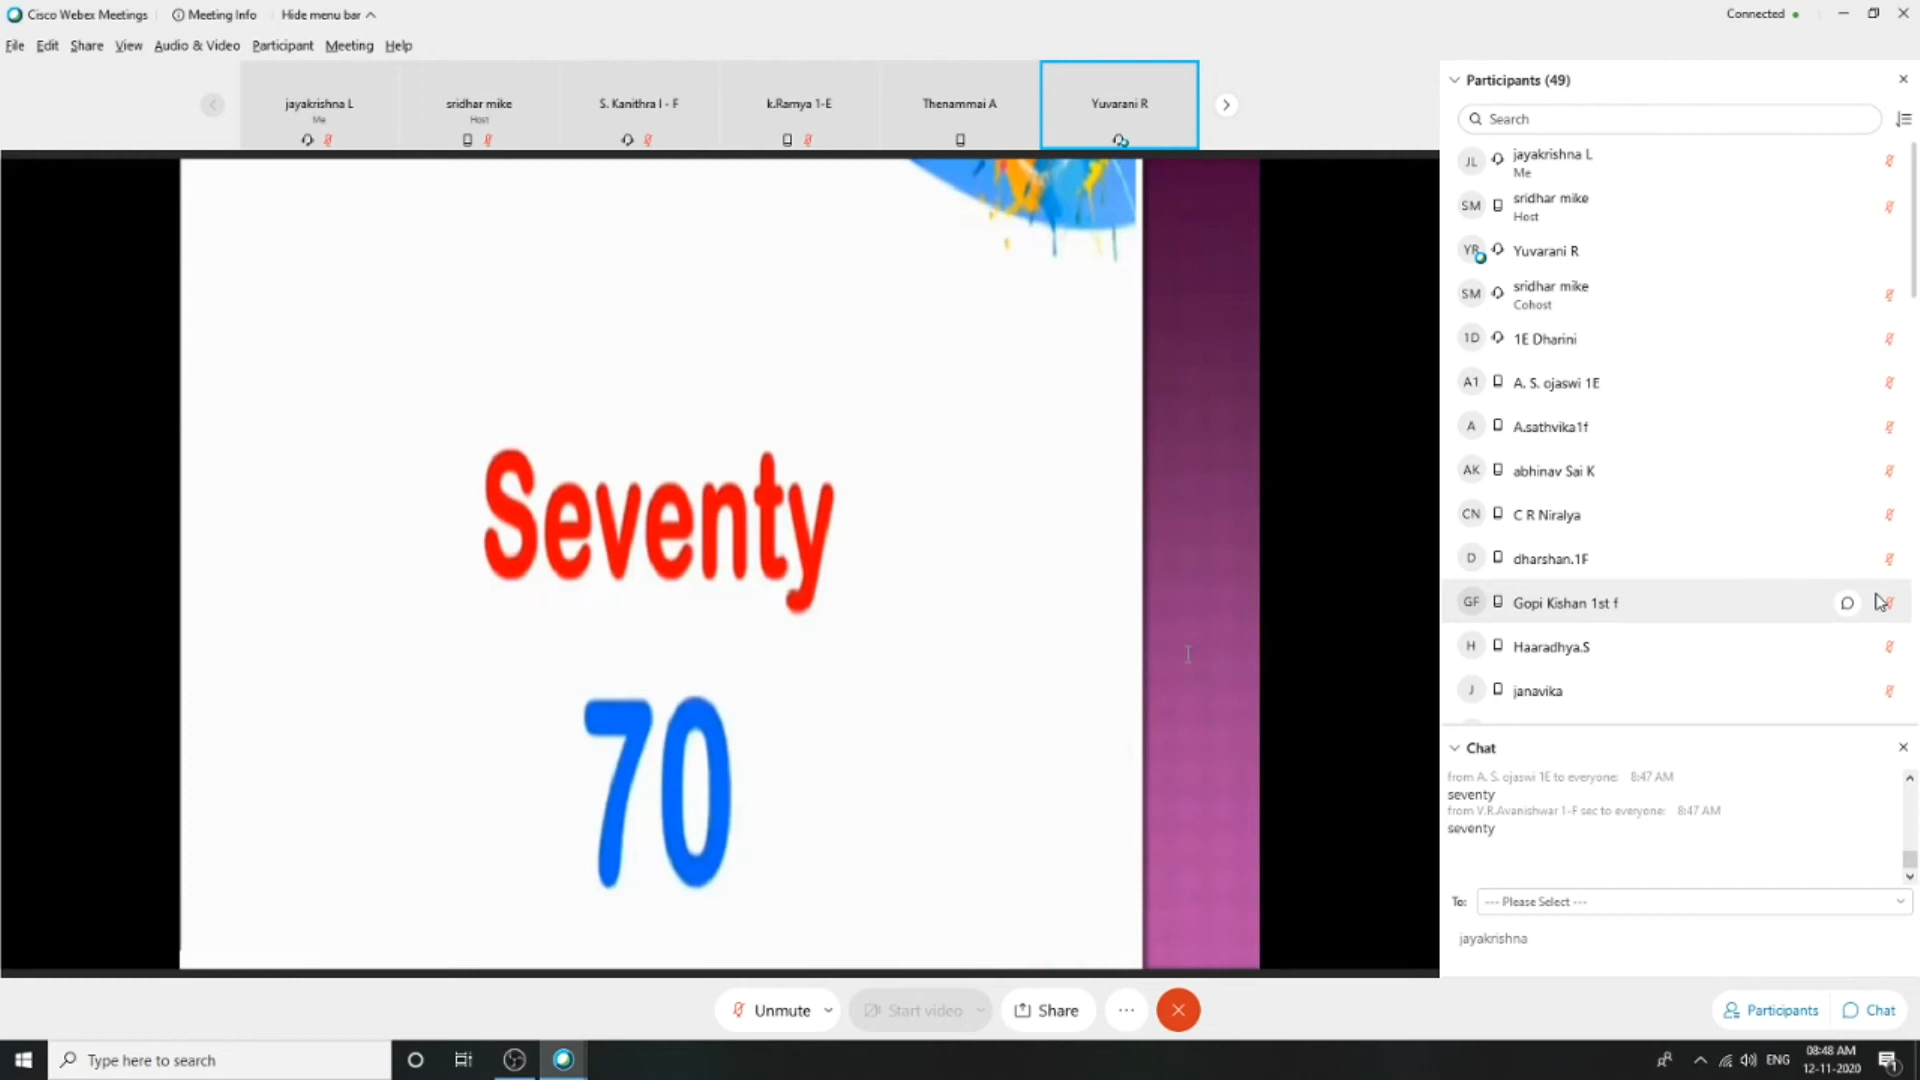 Cisco Webex Meetings
Meeting Info
Hide menu bar
Connected
File Edit Share View Audio & Video Participant Meeting Help
jayakrishna L
Me
sridhar mike
Host
S. Kanithra I - F
k.Ramya 1-E
Thenammai A
Yuvarani R
Seventy
70
Participants (49)
Search
JL jayakrishna L
Me
SM sridhar mike
Host
YR Yuvarani R
SM sridhar mike
Cohost
1D 1E Dharini
A1 A. S. ojaswi 1E
A A.sathvika1f
AK abhinav Sai K
CN C R Niralya
D dharshan.1F
GF Gopi Kishan 1st f
H Haaradhya.S
J janavika
Chat
from A. S. ojaswi 1E to everyone: 8:47 AM
seventy
from V.R.Avanishwar 1-F sec to everyone: 8:47 AM
seventy
To: --- Please Select ---
jayakrishna
Unmute
Start video
Share
Participants
Chat
Type here to search
ENG
08:48 AM
12-11-2020
1